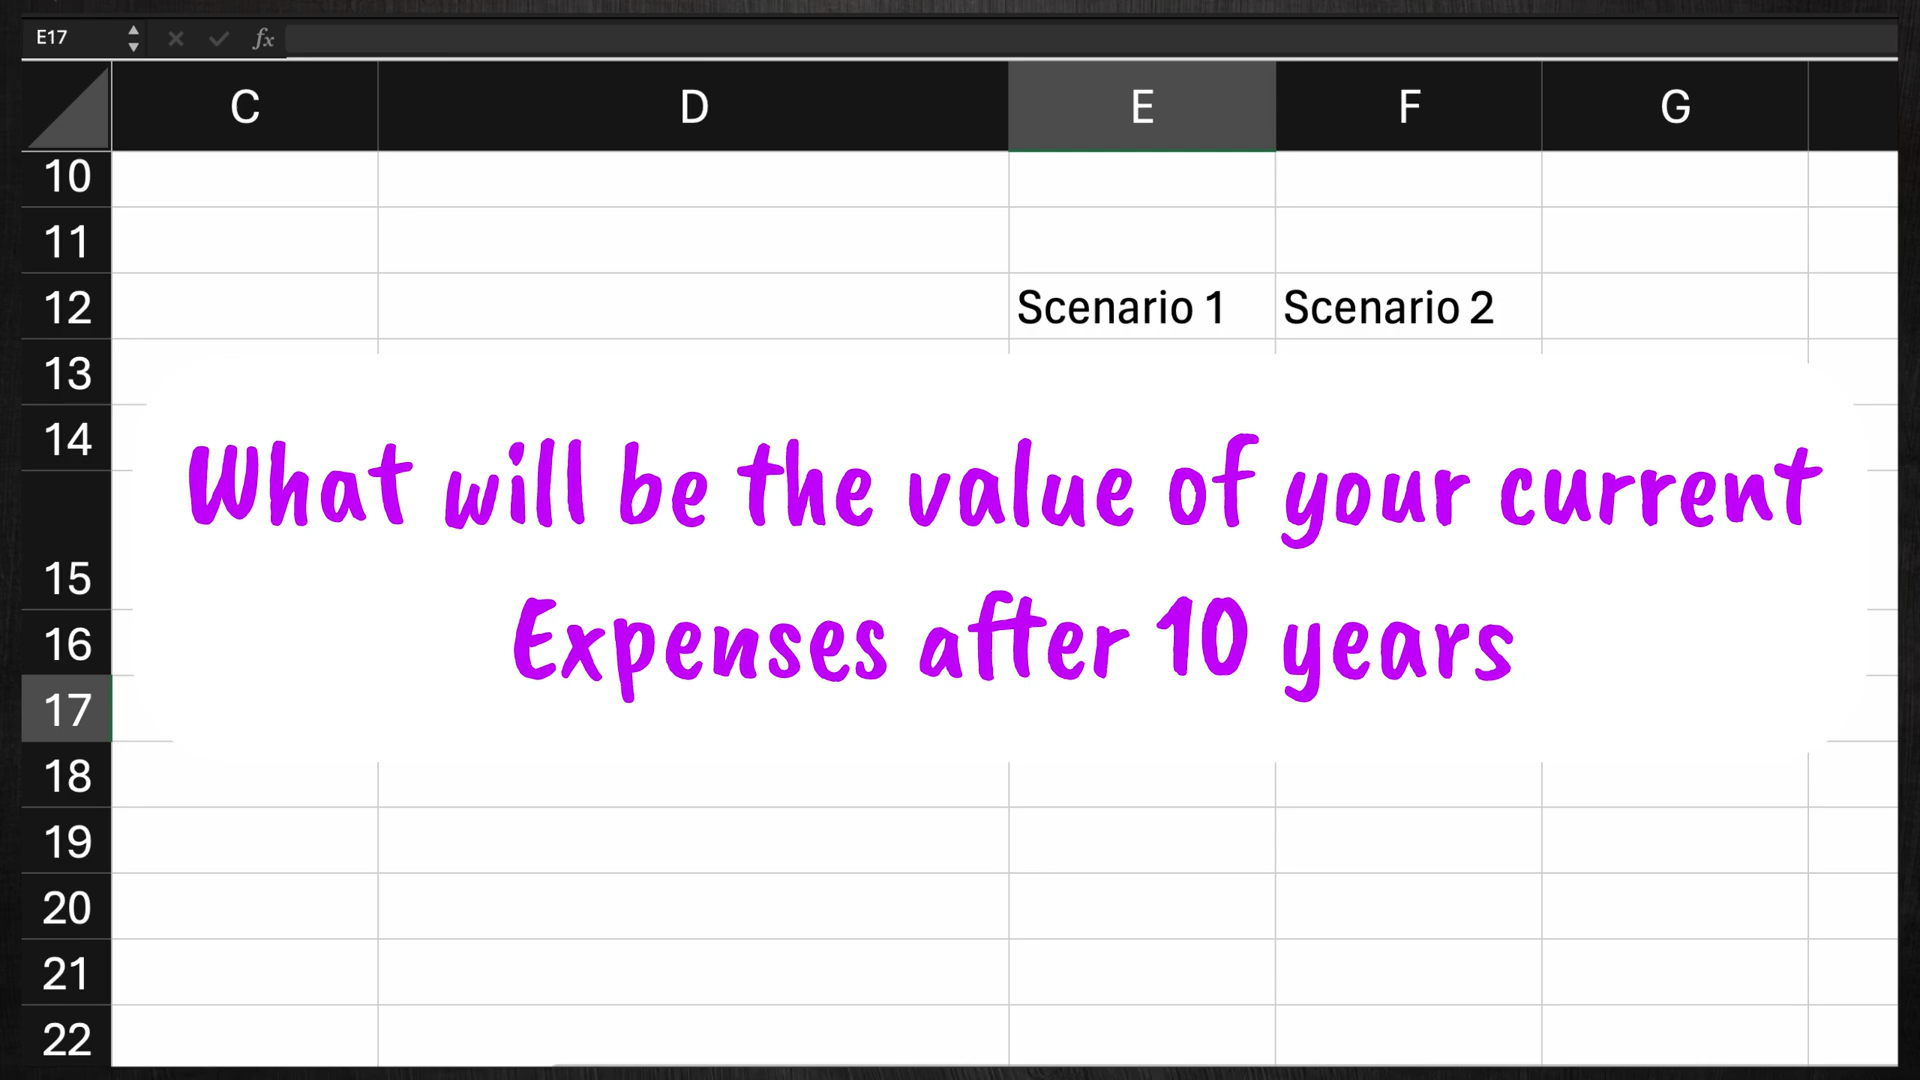 E17 fx
C D E F G
10
11
12 Scenario 1 Scenario 2
13
14
What will be the value of your current
15
Expenses after 10 years
16
17
18
19
20
21
22